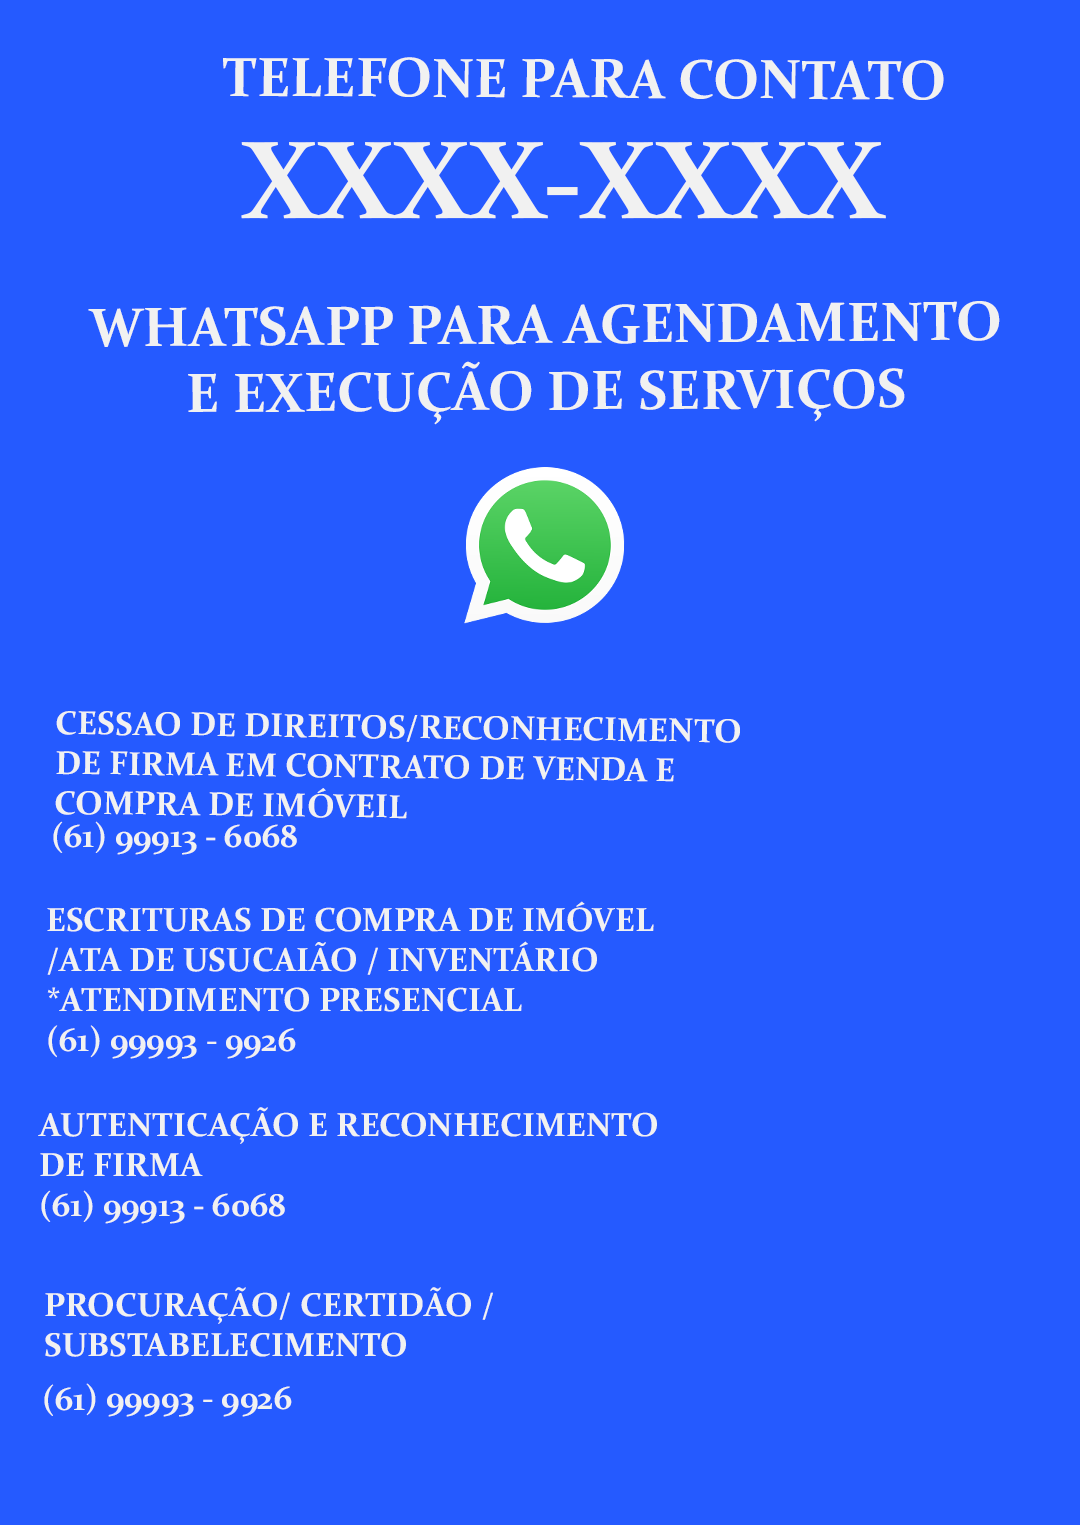 TELEFONE PARA CONTATO
XXXX-XXXX
WHATSAPP PARA AGENDAMENTO
E EXECUÇÃO DE SERVIÇOS
CESSAO DE DIREITOS/RECONHECIMENTO
DE FIRMA EM CONTRATO DE VENDA E
COMPRA DE IMÓVEIL
(61) 99913 - 6068
ESCRITURAS DE COMPRA DE IMÓVEL
/ATA DE USUCAIÃO / INVENTÁRIO
*ATENDIMENTO PRESENCIAL
(61) 99993 - 9926
AUTENTICAÇÃO E RECONHECIMENTO
DE FIRMA
(61) 99913 - 6068
PROCURAÇÃO/ CERTIDÃO /
SUBSTABELECIMENTO
(61) 99993 - 9926